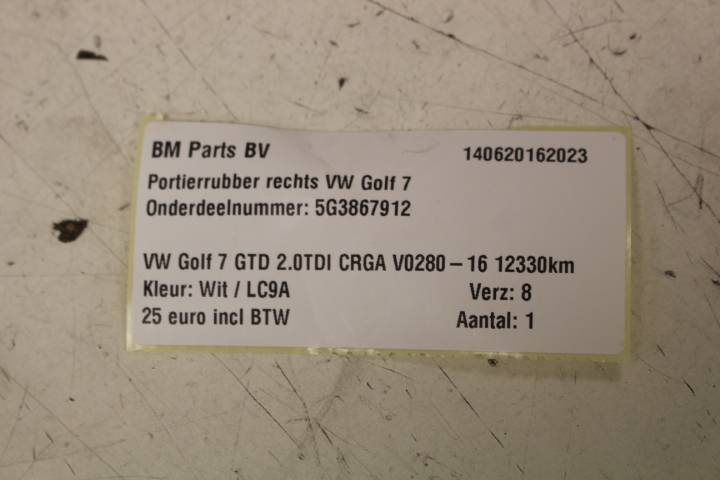 BM Parts BV 140620162023
Portierrubber rechts VW Golf 7
Onderdeelnummer: 5G3867912
VW Golf 7 GTD 2.0TDI CRGA V0280 – 16 12330km
Kleur: Wit / LC9A Verz: 8
25 euro incl BTW Aantal: 1